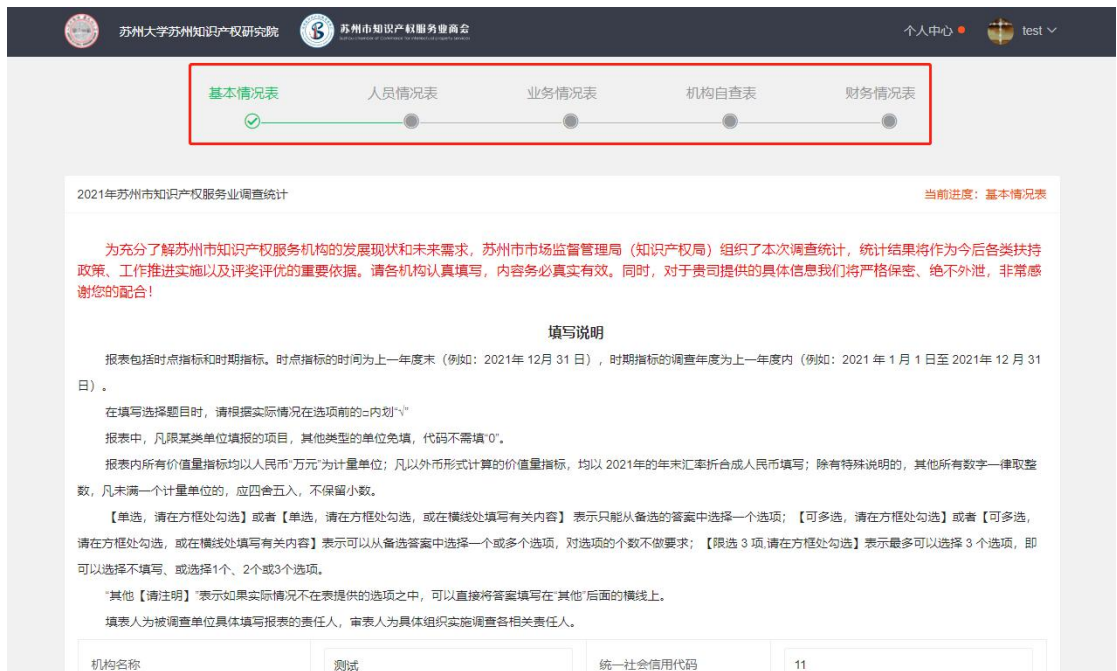 苏州大学苏州知识产权研究院 苏州市知识产权服务业商会 个人中心 test
基本情况表 人员情况表 业务情况表 机构自查表 财务情况表
2021年苏州市知识产权服务业调查统计 当前进度：基本情况表
为充分了解苏州市知识产权服务机构的发展现状和未来需求，苏州市市场监督管理局（知识产权局）组织了本次调查统计，统计结果将作为今后各类扶持
政策、工作推进实施以及评奖评优的重要依据。请各机构认真填写，内容务必真实有效。同时，对于贵司提供的具体信息我们将严格保密、绝不外泄，非常感
谢您的配合！
填写说明
报表包括时点指标和时期指标。时点指标的时间为上一年度末（例如：2021年 12月 31 日），时期指标的调查年度为上一年度内（例如：2021 年 1 月 1 日至 2021年 12 月 31
日）。
在填写选择题目时，请根据实际情况在选项前的□内划“√”
报表中，凡限某类单位填报的项目，其他类型的单位免填，代码不需填“0”。
报表内所有价值量指标均以人民币“万元”为计量单位；凡以外币形式计算的价值量指标，均以 2021年的年末汇率折合成人民币填写；除有特殊说明的，其他所有数字一律取整
数，凡未满一个计量单位的，应四舍五入，不保留小数。
【单选，请在方框处勾选】或者【单选，请在方框处勾选，或在横线处填写有关内容】 表示只能从备选的答案中选择一个选项；【可多选，请在方框处勾选】或者【可多选，
请在方框处勾选，或在横线处填写有关内容】表示可以从备选答案中选择一个或多个选项，对选项的个数不做要求；【限选 3 项,请在方框处勾选】表示最多可以选择 3 个选项，即
可以选择不填写、或选择1个、2个或3个选项。
“其他【请注明】”表示如果实际情况不在表提供的选项之中，可以直接将答案填写在“其他”后面的横线上。
填表人为被调查单位具体填写报表的责任人，审表人为具体组织实施调查各相关责任人。
机构名称 测试 统一社会信用代码 11